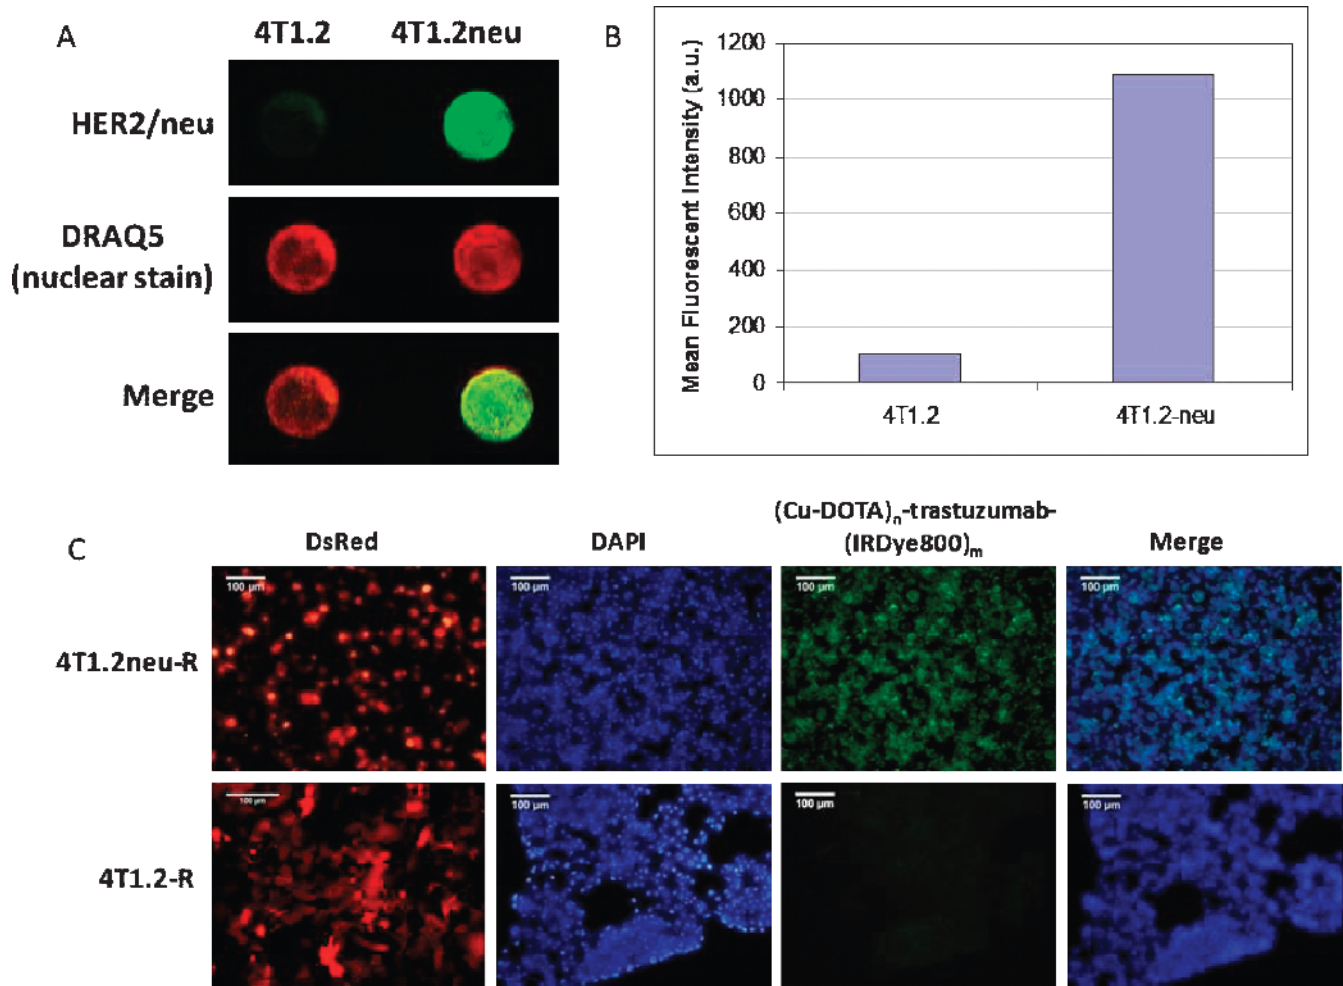 A
4T1.2 4T1.2neu
HER2/neu
DRAQ5
(nuclear stain)
Merge
B
Mean Fluorescent Intensity (a.u.)
1200
1000
800
600
400
200
0
4T1.2 4T1.2-neu
C
DsRed DAPI (Cu-DOTA)n-trastuzumab-
(IRDye800)m Merge
4T1.2neu-R
100 µm 100 µm 100 µm 100 µm
4T1.2-R
100 µm 100 µm 100 µm 100 µm